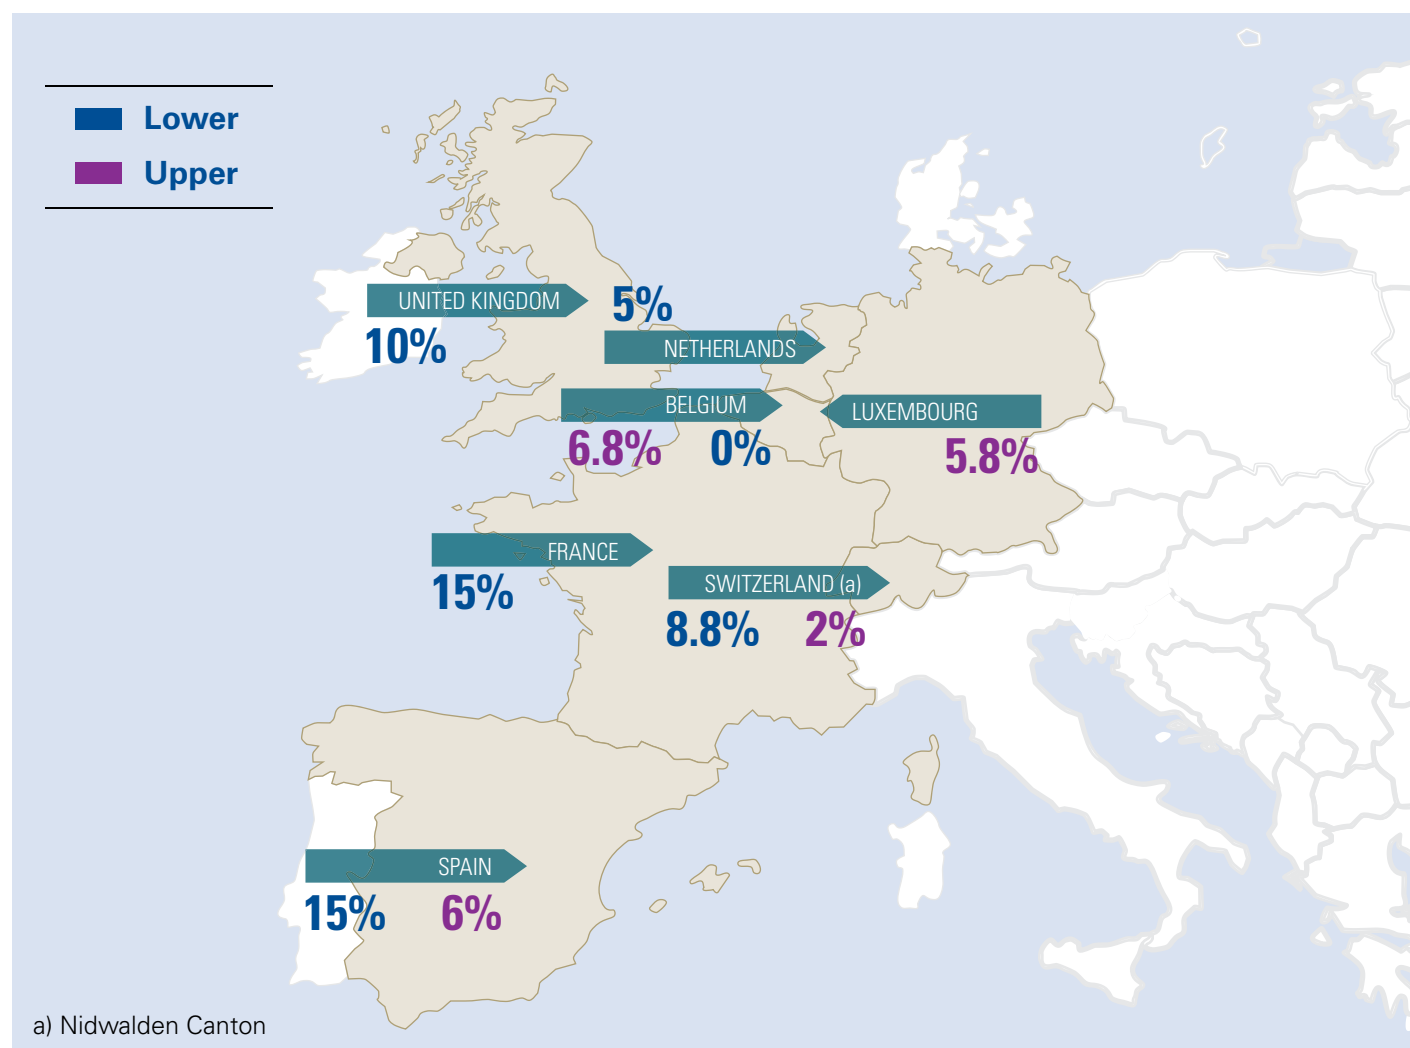 Lower
Upper
UNITED KINGDOM
10%
5%
NETHERLANDS
BELGIUM
6.8% 0%
LUXEMBOURG
5.8%
FRANCE
15%
SWITZERLAND (a)
8.8% 2%
SPAIN
15% 6%
a) Nidwalden Canton